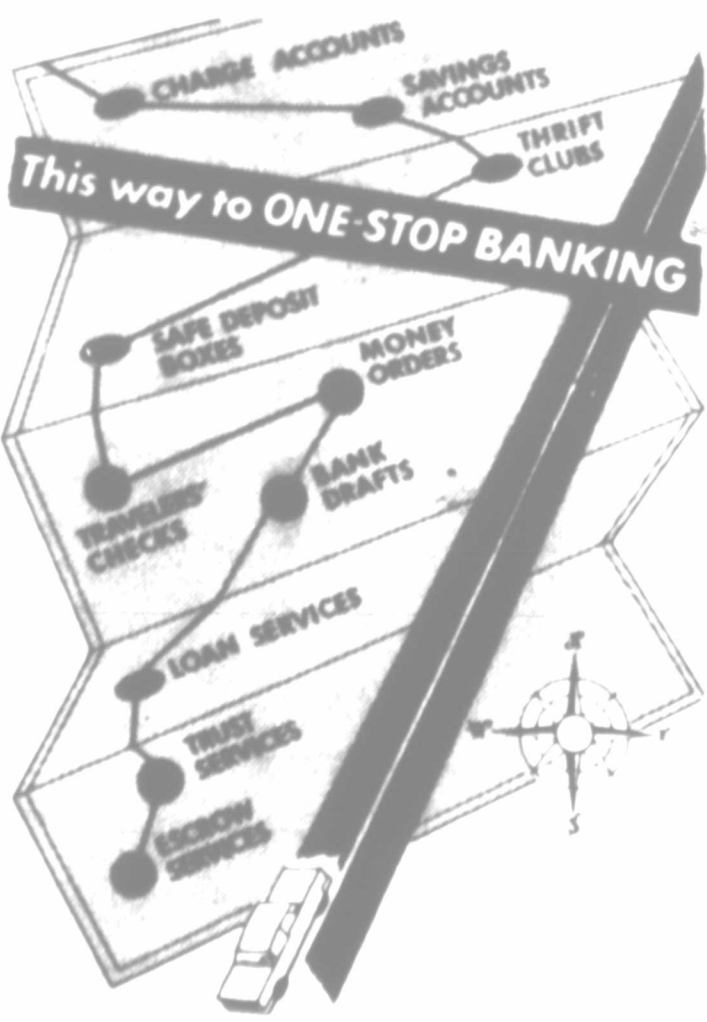 CHARGE ACCOUNTS
SAVINGS
ACCOUNTS
THRIFT
CLUBS
This way to ONE-STOP BANKING
SAFE DEPOSIT
BOXES
MONEY
ORDERS
BANK
DRAFTS
TRAVELERS'
CHECKS
LOAN SERVICES
TRUST
SERVICES
ESCROW
SERVICES
N
W
S